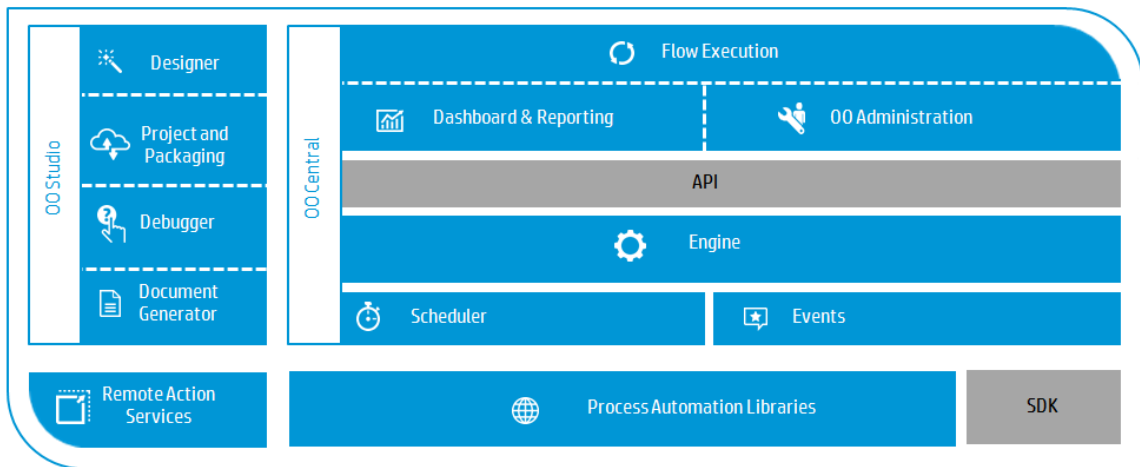 OO Studio
Designer
Project and
Packaging
Debugger
Document
Generator
OO Central
Flow Execution
Dashboard & Reporting
OO Administration
API
Engine
Scheduler
Events
Remote Action
Services
Process Automation Libraries
SDK